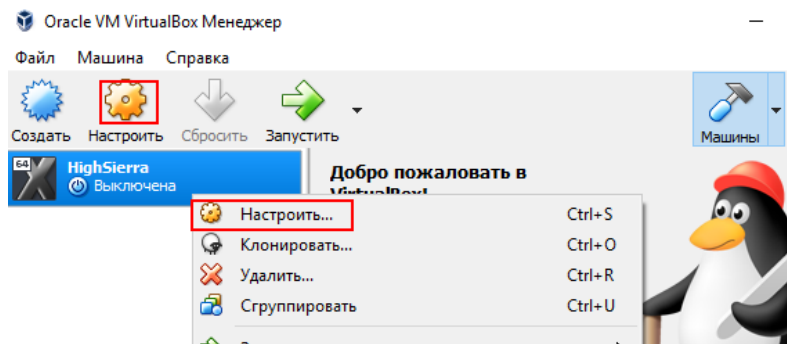 Oracle VM VirtualBox Менеджер
Файл Машина Справка
Создать Настроить Сбросить Запустить Машины
64 HighSierra
Выключена
Добро пожаловать в
VirtualBox!
Настроить... Ctrl+S
Клонировать... Ctrl+O
Удалить... Ctrl+R
Сгруппировать Ctrl+U